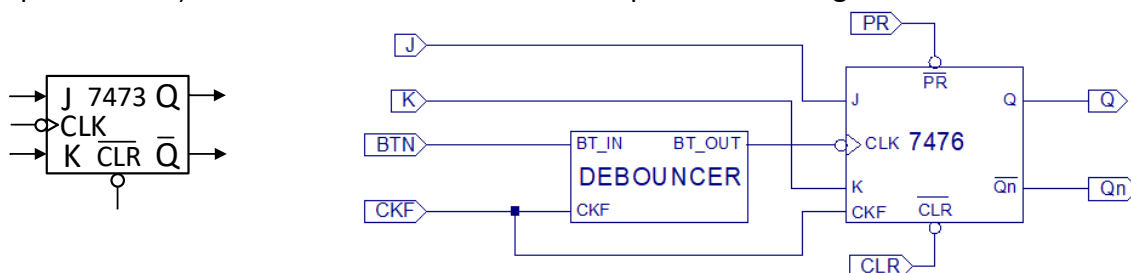 J 7473 Q
CLK
K CLR Q
PR
J
K
BTN
CKF
BT_IN BT_OUT
DEBOUNCER
CKF
PR
J Q
CLK 7476
K Qn
CKF CLR
Q
Qn
CLR